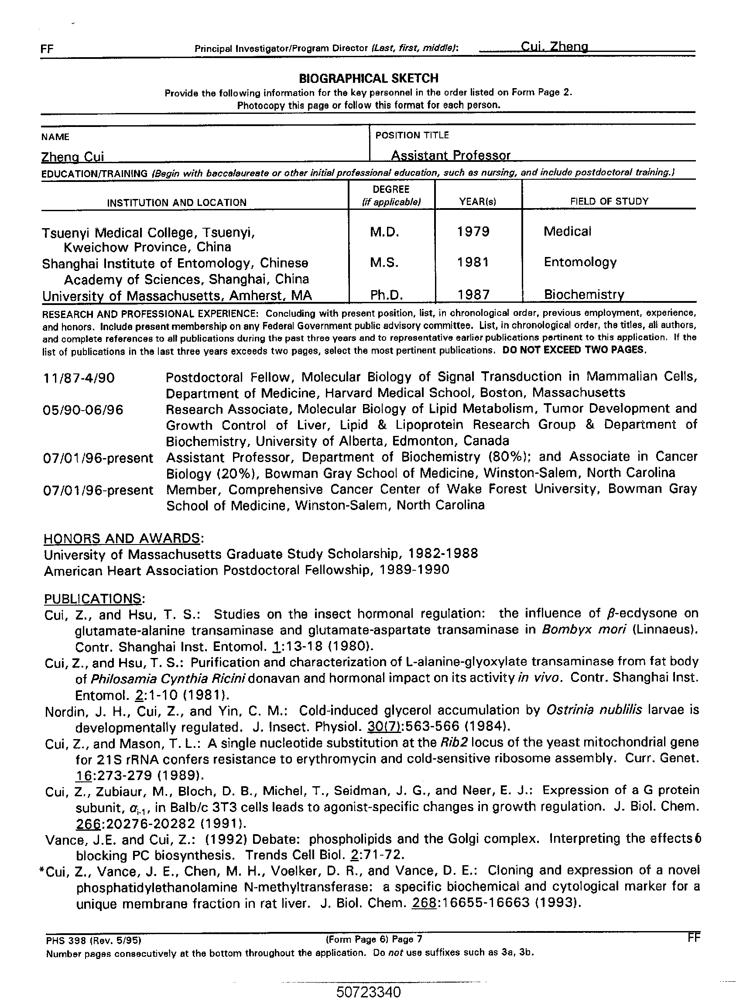 FF Principal Investigator/Program Director (Last, first, middle): Cui, Zheng
BIOGRAPHICAL SKETCH
Provide the following information for the key personnel in the order listed on Form Page 2.
Photocopy this page or follow this format for each person.
NAME POSITION TITLE
Zheng Cui Assistant Professor
EDUCATION/TRAINING (Begin with baccalaureate or other initial professional education, such as nursing, and include postdoctoral training.)
INSTITUTION AND LOCATION DEGREE (if applicable) YEAR(s) FIELD OF STUDY
Tsuenyi Medical College, Tsuenyi, M.D. 1979 Medical
Kweichow Province, China
Shanghai Institute of Entomology, Chinese M.S. 1981 Entomology
Academy of Sciences, Shanghai, China
University of Massachusetts, Amherst, MA Ph.D. 1987 Biochemistry
RESEARCH AND PROFESSIONAL EXPERIENCE: Concluding with present position, list, in chronological order, previous employment, experience,
and honors. Include present membership on any Federal Government public advisory committee. List, in chronological order, the titles, all authors,
and complete references to all publications during the past three years and to representative earlier publications pertinent to this application. If the
list of publications in the last three years exceeds two pages, select the most pertinent publications. DO NOT EXCEED TWO PAGES.
11/87-4/90 Postdoctoral Fellow, Molecular Biology of Signal Transduction in Mammalian Cells,
Department of Medicine, Harvard Medical School, Boston, Massachusetts
05/90-06/96 Research Associate, Molecular Biology of Lipid Metabolism, Tumor Development and
Growth Control of Liver, Lipid & Lipoprotein Research Group & Department of
Biochemistry, University of Alberta, Edmonton, Canada
07/01/96-present Assistant Professor, Department of Biochemistry (80%); and Associate in Cancer
Biology (20%), Bowman Gray School of Medicine, Winston-Salem, North Carolina
07/01/96-present Member, Comprehensive Cancer Center of Wake Forest University, Bowman Gray
School of Medicine, Winston-Salem, North Carolina
HONORS AND AWARDS:
University of Massachusetts Graduate Study Scholarship, 1982-1988
American Heart Association Postdoctoral Fellowship, 1989-1990
PUBLICATIONS:
Cui, Z., and Hsu, T. S.: Studies on the insect hormonal regulation: the influence of β-ecdysone on
glutamate-alanine transaminase and glutamate-aspartate transaminase in Bombyx mori (Linnaeus).
Contr. Shanghai Inst. Entomol. 1:13-18 (1980).
Cui, Z., and Hsu, T. S.: Purification and characterization of L-alanine-glyoxylate transaminase from fat body
of Philosamia Cynthia Ricini donavan and hormonal impact on its activity in vivo. Contr. Shanghai Inst.
Entomol. 2:1-10 (1981).
Nordin, J. H., Cui, Z., and Yin, C. M.: Cold-induced glycerol accumulation by Ostrinia nublilis larvae is
developmentally regulated. J. Insect. Physiol. 30(7):563-566 (1984).
Cui, Z., and Mason, T. L.: A single nucleotide substitution at the Rib2 locus of the yeast mitochondrial gene
for 21S rRNA confers resistance to erythromycin and cold-sensitive ribosome assembly. Curr. Genet.
16:273-279 (1989).
Cui, Z., Zubiaur, M., Bloch, D. B., Michel, T., Seidman, J. G., and Neer, E. J.: Expression of a G protein
subunit, αi-1, in Balb/c 3T3 cells leads to agonist-specific changes in growth regulation. J. Biol. Chem.
266:20276-20282 (1991).
Vance, J.E. and Cui, Z.: (1992) Debate: phospholipids and the Golgi complex. Interpreting the effects6
blocking PC biosynthesis. Trends Cell Biol. 2:71-72.
*Cui, Z., Vance, J. E., Chen, M. H., Voelker, D. R., and Vance, D. E.: Cloning and expression of a novel
phosphatidylethanolamine N-methyltransferase: a specific biochemical and cytological marker for a
unique membrane fraction in rat liver. J. Biol. Chem. 268:16655-16663 (1993).
PHS 398 (Rev. 5/95) (Form Page 6) Page 7 FF
Number pages consecutively at the bottom throughout the application. Do not use suffixes such as 3a, 3b.
50723340